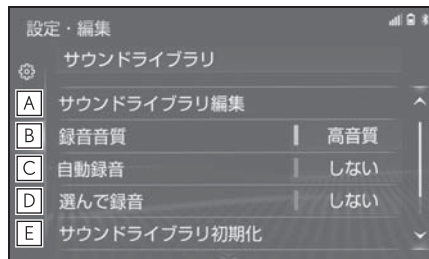 設定・編集
サウンドライブラリ
A サウンドライブラリ編集
B 録音音質 高音質
C 自動録音 しない
D 選んで録音 しない
E サウンドライブラリ初期化